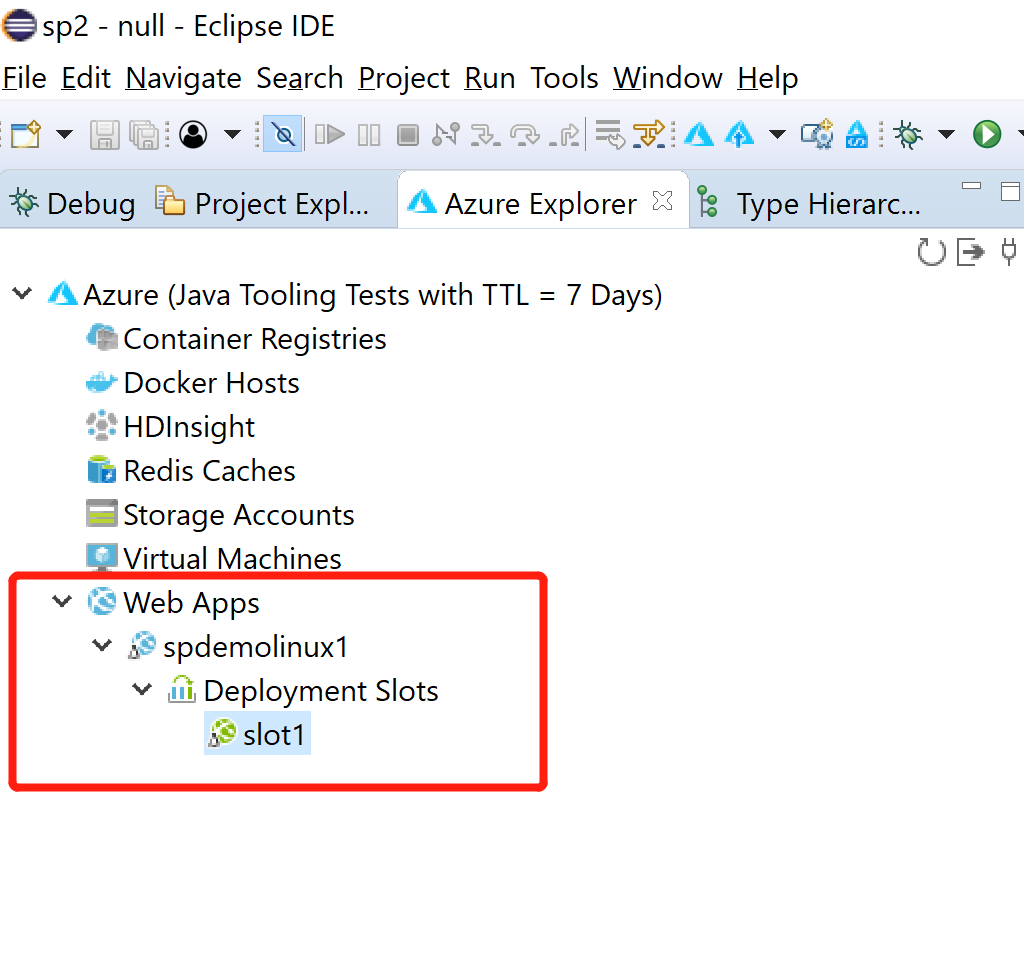 sp2 - null - Eclipse IDE
File Edit Navigate Search Project Run Tools Window Help
Debug Project Expl... Azure Explorer Type Hierarc...
Azure (Java Tooling Tests with TTL = 7 Days)
Container Registries
Docker Hosts
HDInsight
Redis Caches
Storage Accounts
Virtual Machines
Web Apps
spdemolinux1
Deployment Slots
slot1